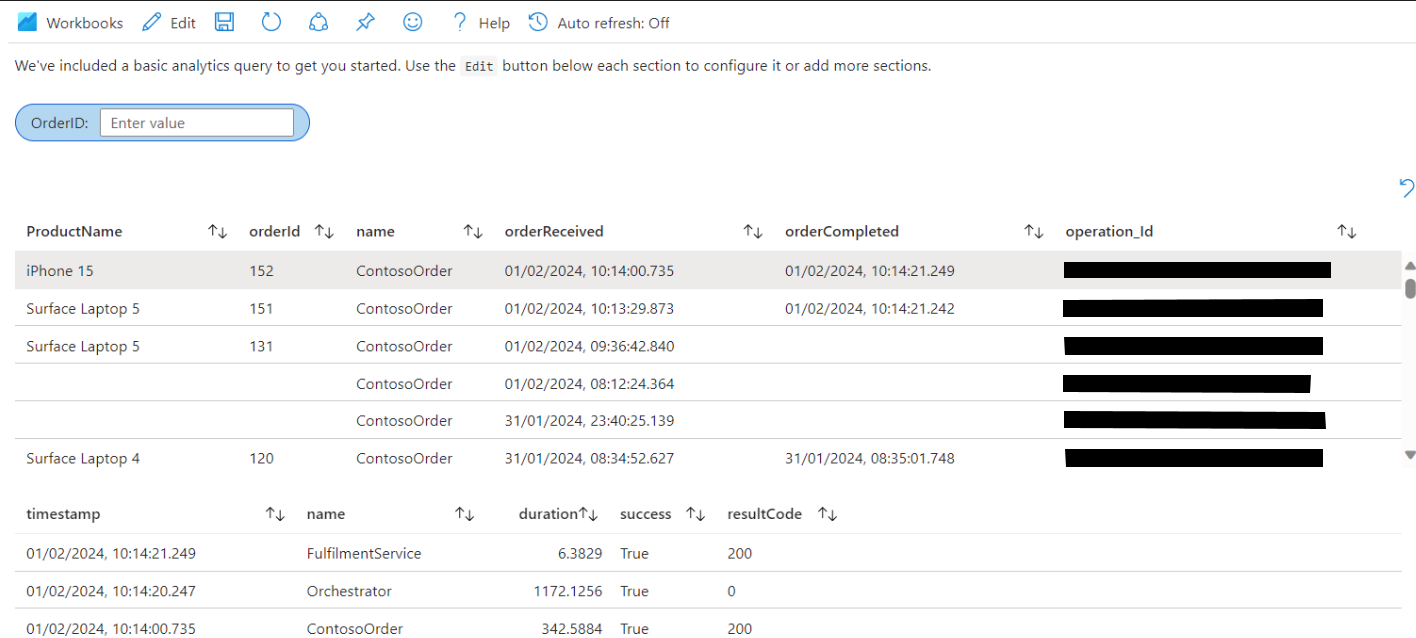 Workbooks Edit Help Auto refresh: Off
We've included a basic analytics query to get you started. Use the Edit button below each section to configure it or add more sections.
OrderID: Enter value
ProductName orderId name orderReceived orderCompleted operation_Id
iPhone 15 152 ContosoOrder 01/02/2024, 10:14:00.735 01/02/2024, 10:14:21.249
Surface Laptop 5 151 ContosoOrder 01/02/2024, 10:13:29.873 01/02/2024, 10:14:21.242
Surface Laptop 5 131 ContosoOrder 01/02/2024, 09:36:42.840
ContosoOrder 01/02/2024, 08:12:24.364
ContosoOrder 31/01/2024, 23:40:25.139
Surface Laptop 4 120 ContosoOrder 31/01/2024, 08:34:52.627 31/01/2024, 08:35:01.748
timestamp name duration success resultCode
01/02/2024, 10:14:21.249 FulfilmentService 6.3829 True 200
01/02/2024, 10:14:20.247 Orchestrator 1172.1256 True 0
01/02/2024, 10:14:00.735 ContosoOrder 342.5884 True 200